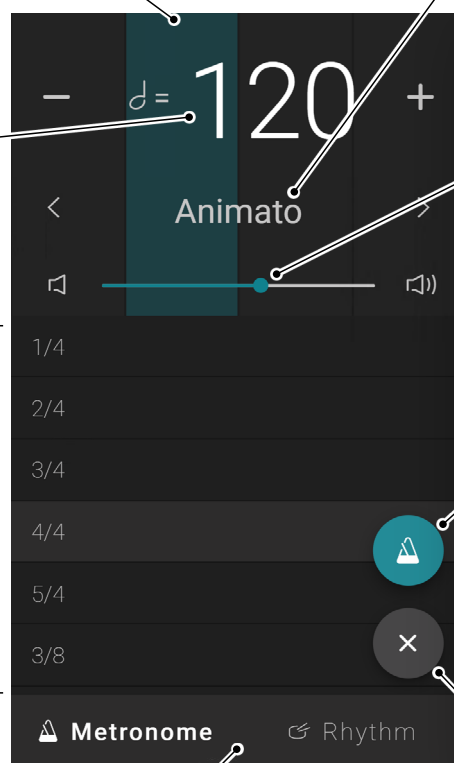 − 𝅗𝅥 = 120 +
Animato
1/4
2/4
3/4
4/4
5/4
3/8
Metronome Rhythm